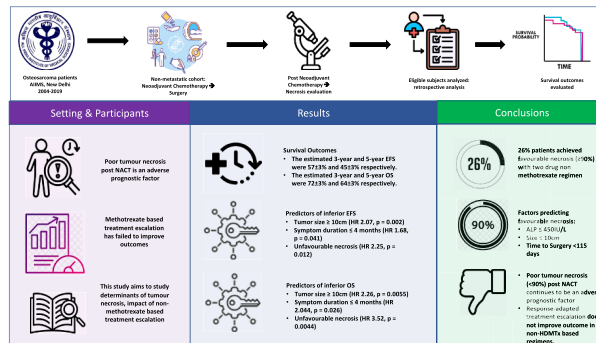 SURVIVAL
PROBABILITY
TIME
Osteosarcoma patients
AIIMS, New Delhi
2004-2019
Non-metastatic cohort:
Neoadjuvant Chemotherapy →
Surgery
Post Neoadjuvant
Chemotherapy →
Necrosis evaluation
Eligible subjects analyzed:
retrospective analysis
Survival outcomes
evaluated
Setting & Participants
Poor tumour necrosis
post NACT is an adverse
prognostic factor
Methotrexate based
treatment escalation
has failed to improve
outcomes
This study aims to study
determinants of tumour
necrosis, impact of non-
methotrexate based
treatment escalation
Results
Survival Outcomes
• The estimated 3-year and 5-year EFS
were 57±3% and 45±3% respectively.
• The estimated 3-year and 5-year OS
were 72±3% and 64±3% respectively.
Predictors of inferior EFS
• Tumor size ≥ 10cm (HR 2.07, p = 0.002)
• Symptom duration ≤ 4 months (HR 1.68,
p = 0.041)
• Unfavourable necrosis (HR 2.25, p =
0.012)
Predictors of inferior OS
• Tumor size ≥ 10cm (HR 2.26, p = 0.0055)
• Symptom duration ≤ 4 months (HR
2.044, p = 0.026)
• Unfavourable necrosis (HR 3.52, p =
0.0044)
Conclusions
26%
26% patients achieved
favourable necrosis (≥90%)
with two drug non
methotrexate regimen
90%
Factors predicting
favourable necrosis:
• ALP ≤ 450IU/L
• Size ≤ 10cm
• Time to Surgery <115
days
• Poor tumour necrosis
(<90%) post NACT
continues to be an adver
prognostic factor
• Response-adapted
treatment escalation doe
not improve outcome in
non-HDMTx based
regimens.